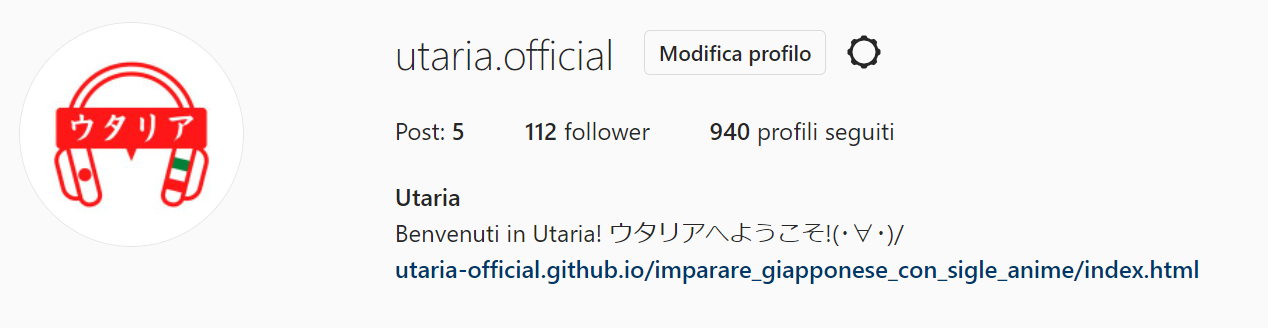 ウタリア
utaria.official Modifica profilo
Post: 5 112 follower 940 profili seguiti
Utaria
Benvenuti in Utaria! ウタリアへようこそ!(･∀･)/
utaria-official.github.io/imparare_giapponese_con_sigle_anime/index.html